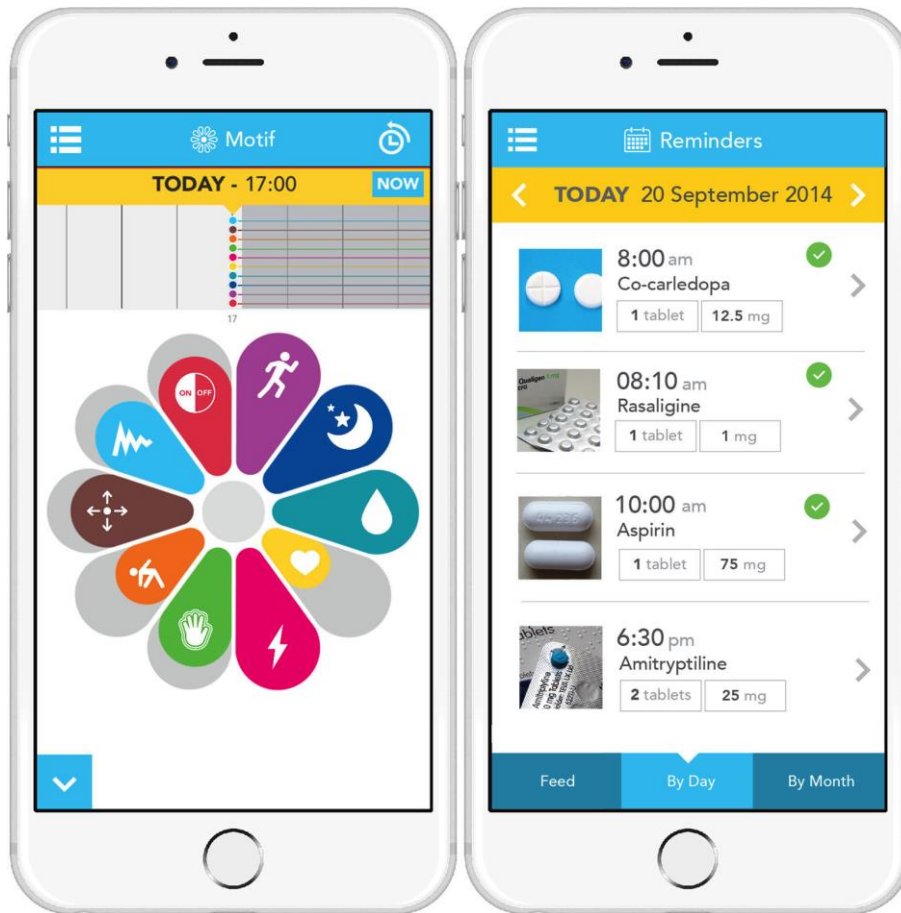 Motif
TODAY - 17:00
NOW
17
ON OFF
Reminders
TODAY 20 September 2014
8:00 am
Co-carledopa
1 tablet 12.5 mg
08:10 am
Rasaligine
1 tablet 1 mg
10:00 am
Aspirin
1 tablet 75 mg
6:30 pm
Amitryptiline
2 tablets 25 mg
Feed By Day By Month